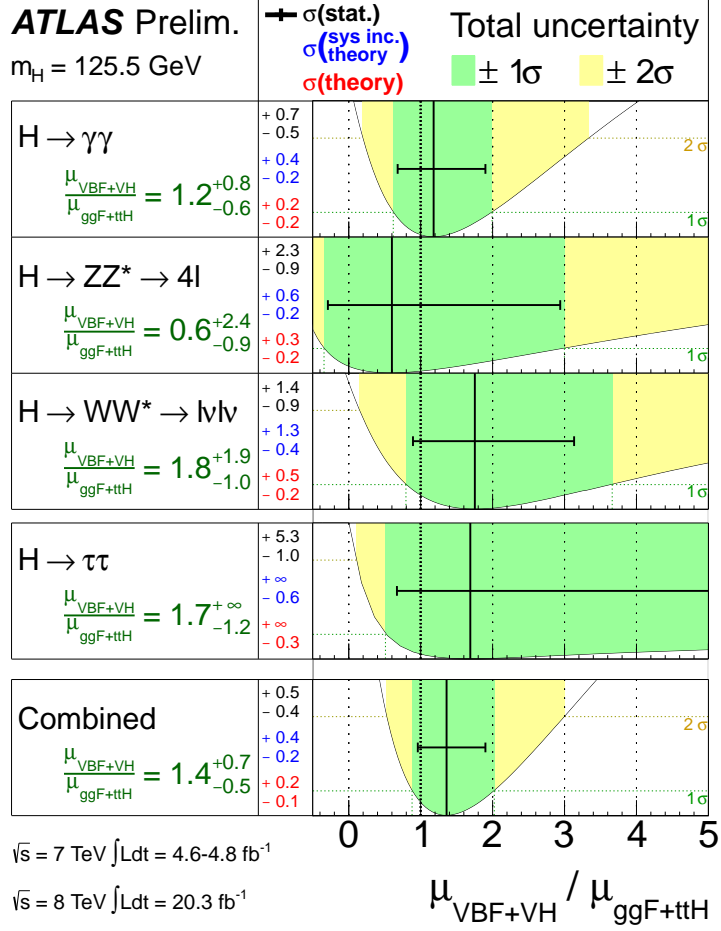 ATLAS Prelim.
m_H = 125.5 GeV
σ(stat.)
σ(sys inc. theory)
σ(theory)
Total uncertainty
± 1σ ± 2σ
H → γγ
μ_VBF+VH / μ_ggF+ttH = 1.2 +0.8 −0.6
+ 0.7
- 0.5
+ 0.4
- 0.2
+ 0.2
- 0.2
2 σ
1σ
H → ZZ* → 4l
μ_VBF+VH / μ_ggF+ttH = 0.6 +2.4 −0.9
+ 2.3
- 0.9
+ 0.6
- 0.2
+ 0.3
- 0.2
1σ
H → WW* → lνlν
μ_VBF+VH / μ_ggF+ttH = 1.8 +1.9 −1.0
+ 1.4
- 0.9
+ 1.3
- 0.4
+ 0.5
- 0.2
1σ
H → ττ
μ_VBF+VH / μ_ggF+ttH = 1.7 +∞ −1.2
+ 5.3
- 1.0
+ ∞
- 0.6
+ ∞
- 0.3
Combined
μ_VBF+VH / μ_ggF+ttH = 1.4 +0.7 −0.5
+ 0.5
- 0.4
+ 0.4
- 0.2
+ 0.2
- 0.1
2 σ
1σ
0 1 2 3 4 5
√s = 7 TeV ∫Ldt = 4.6-4.8 fb⁻¹
√s = 8 TeV ∫Ldt = 20.3 fb⁻¹
μ_VBF+VH / μ_ggF+ttH